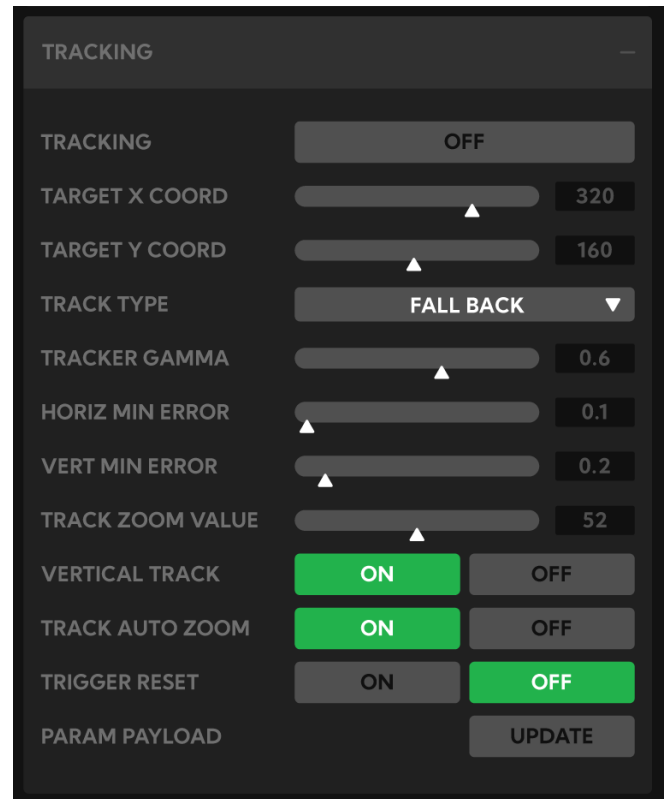 TRACKING
TRACKING OFF
TARGET X COORD 320
TARGET Y COORD 160
TRACK TYPE FALL BACK
TRACKER GAMMA 0.6
HORIZ MIN ERROR 0.1
VERT MIN ERROR 0.2
TRACK ZOOM VALUE 52
VERTICAL TRACK ON OFF
TRACK AUTO ZOOM ON OFF
TRIGGER RESET ON OFF
PARAM PAYLOAD UPDATE